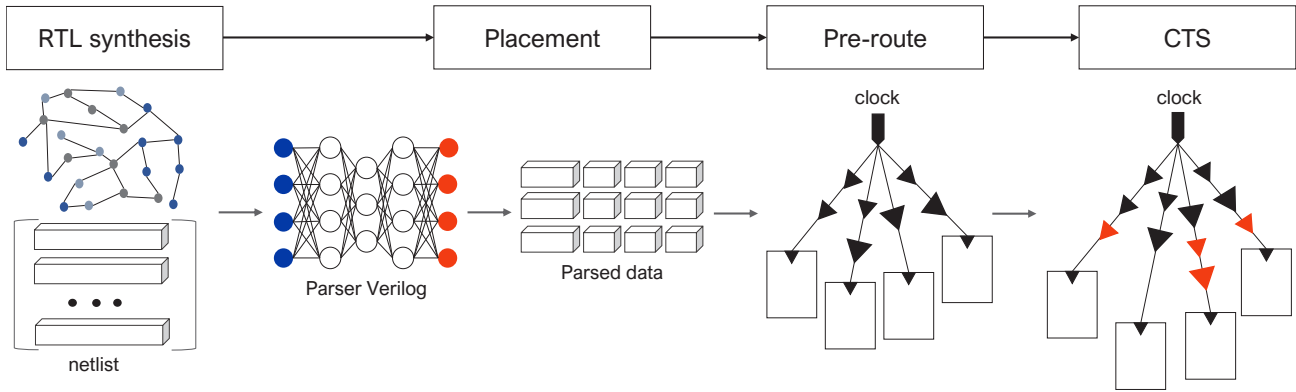 RTL synthesis
Placement
Pre-route
CTS
clock
clock
Parser Verilog
Parsed data
netlist